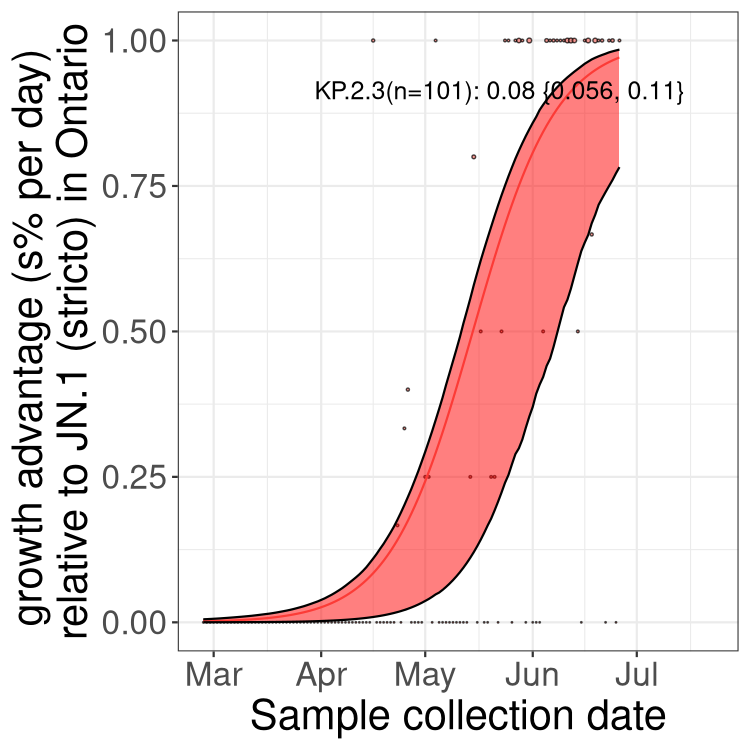 growth advantage (s% per day)
relative to JN.1 (stricto) in Ontario
1.00
0.75
0.50
0.25
0.00
KP.2.3(n=101): 0.08 {0.056, 0.11}
Mar Apr May Jun Jul
Sample collection date